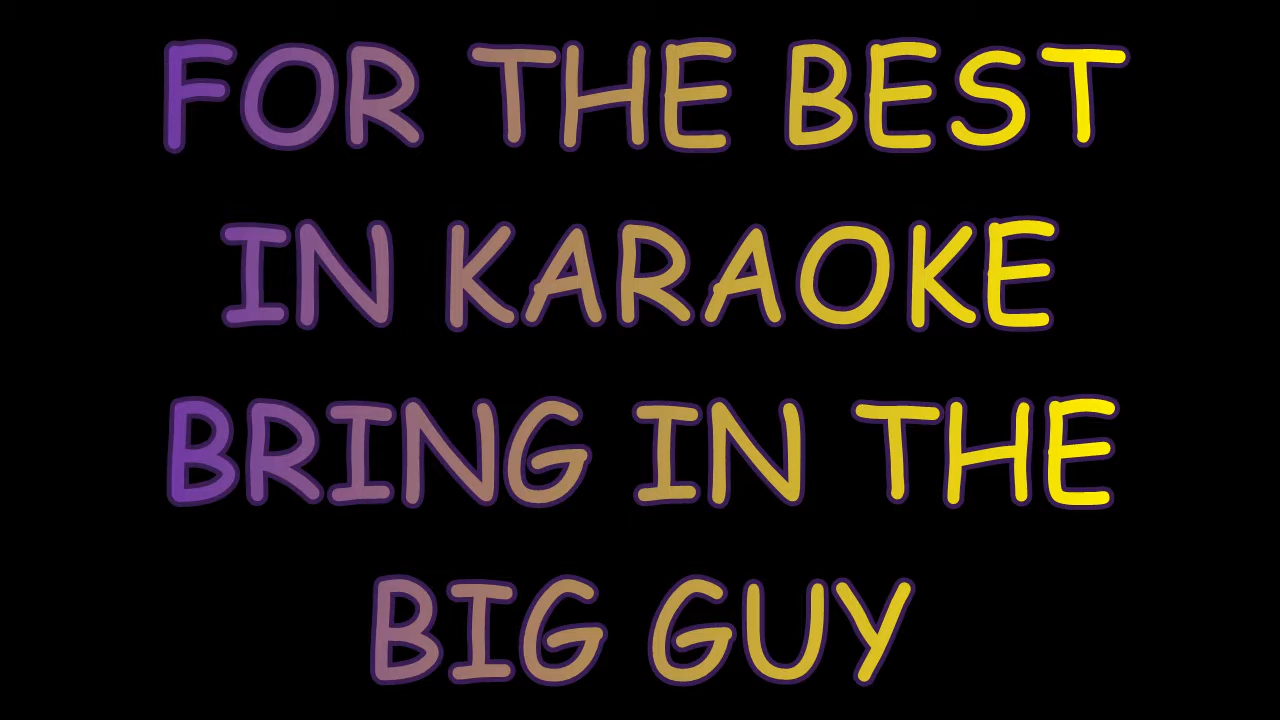 FOR THE BEST
IN KARAOKE
BRING IN THE
BIG GUY